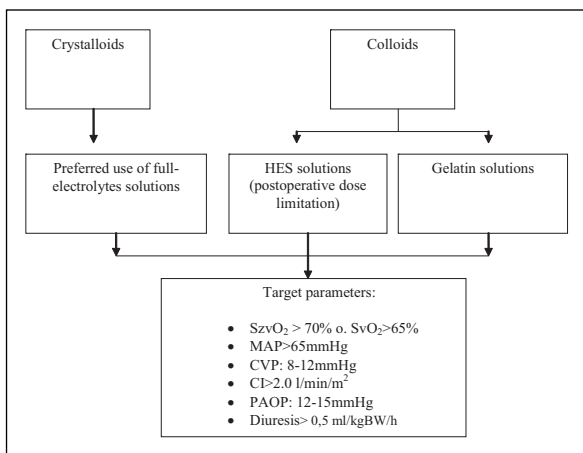 Crystalloids
Colloids
Preferred use of full-
electrolytes solutions
HES solutions
(postoperative dose
limitation)
Gelatin solutions
Target parameters:
• SzvO₂ > 70% o. SvO₂>65%
• MAP>65mmHg
• CVP: 8-12mmHg
• CI>2.0 l/min/m²
• PAOP: 12-15mmHg
• Diuresis> 0,5 ml/kgBW/h